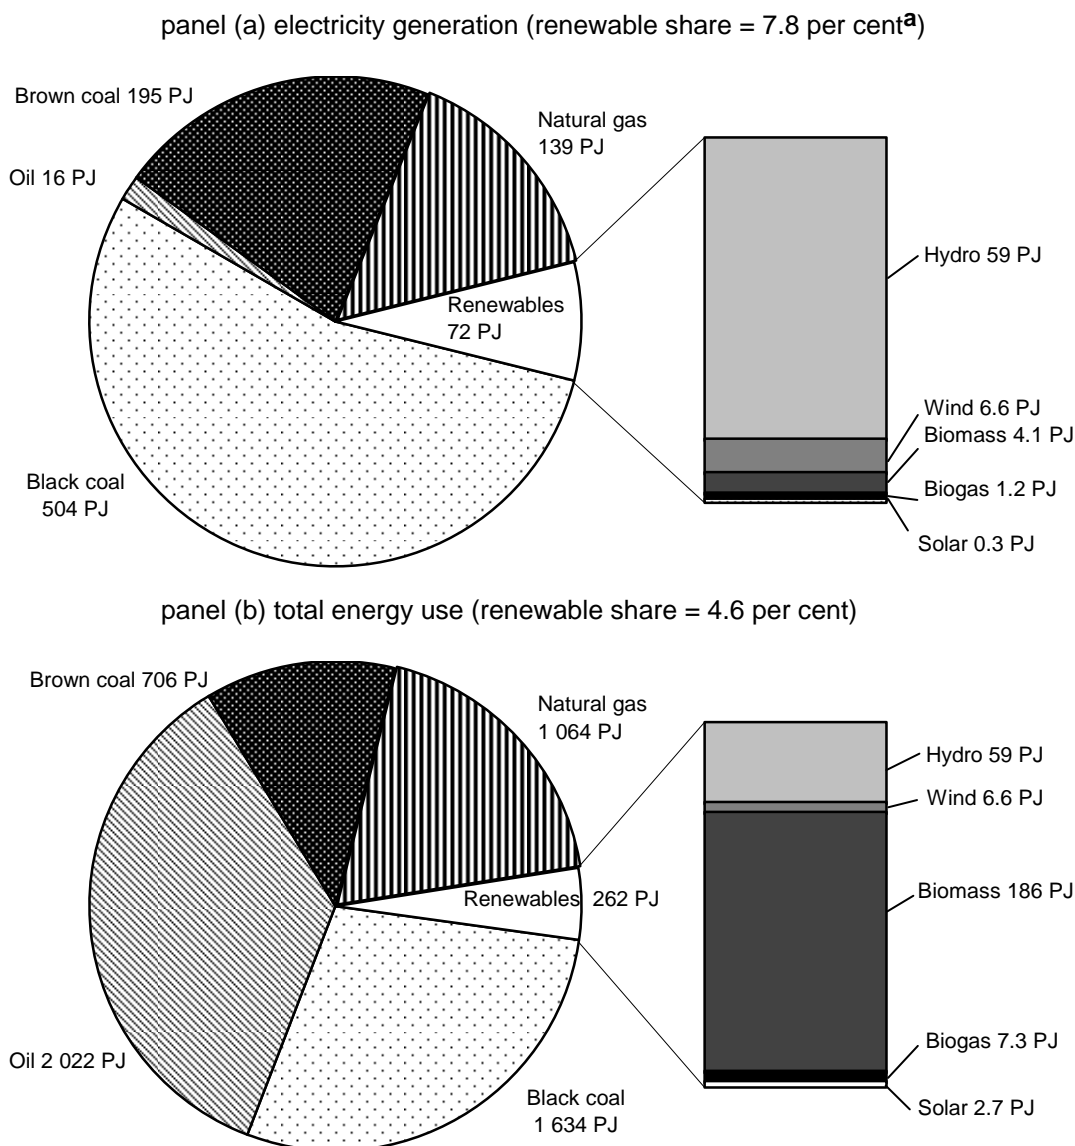 panel (a) electricity generation (renewable share = 7.8 per centa)
Brown coal 195 PJ
Natural gas
139 PJ
Oil 16 PJ
Hydro 59 PJ
Renewables
72 PJ
Wind 6.6 PJ
Biomass 4.1 PJ
Black coal
504 PJ
Biogas 1.2 PJ
Solar 0.3 PJ
panel (b) total energy use (renewable share = 4.6 per cent)
Brown coal 706 PJ
Natural gas
1 064 PJ
Hydro 59 PJ
Wind 6.6 PJ
Renewables 262 PJ
Biomass 186 PJ
Biogas 7.3 PJ
Oil 2 022 PJ
Black coal
1 634 PJ
Solar 2.7 PJ